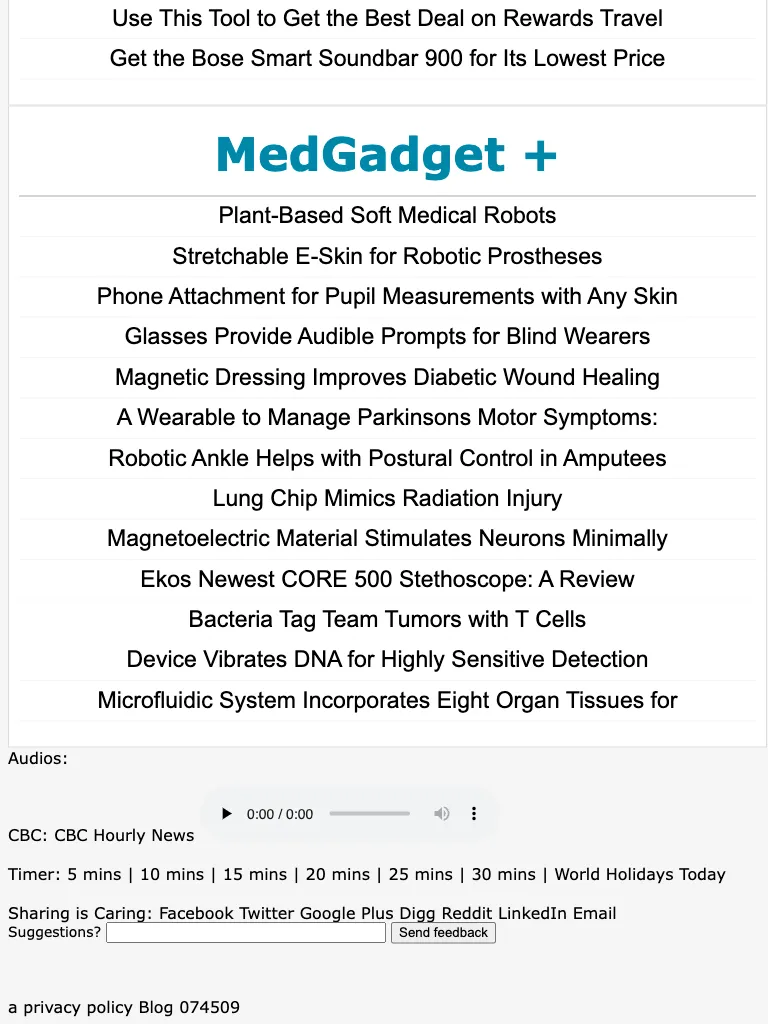 Use This Tool to Get the Best Deal on Rewards Travel
Get the Bose Smart Soundbar 900 for Its Lowest Price
MedGadget +
Plant-Based Soft Medical Robots
Stretchable E-Skin for Robotic Prostheses
Phone Attachment for Pupil Measurements with Any Skin
Glasses Provide Audible Prompts for Blind Wearers
Magnetic Dressing Improves Diabetic Wound Healing
A Wearable to Manage Parkinsons Motor Symptoms:
Robotic Ankle Helps with Postural Control in Amputees
Lung Chip Mimics Radiation Injury
Magnetoelectric Material Stimulates Neurons Minimally
Ekos Newest CORE 500 Stethoscope: A Review
Bacteria Tag Team Tumors with T Cells
Device Vibrates DNA for Highly Sensitive Detection
Microfluidic System Incorporates Eight Organ Tissues for
Audios:
0:00 / 0:00
CBC: CBC Hourly News
Timer: 5 mins | 10 mins | 15 mins | 20 mins | 25 mins | 30 mins | World Holidays Today
Sharing is Caring: Facebook Twitter Google Plus Digg Reddit LinkedIn Email
Suggestions? Send feedback
a privacy policy Blog 074509